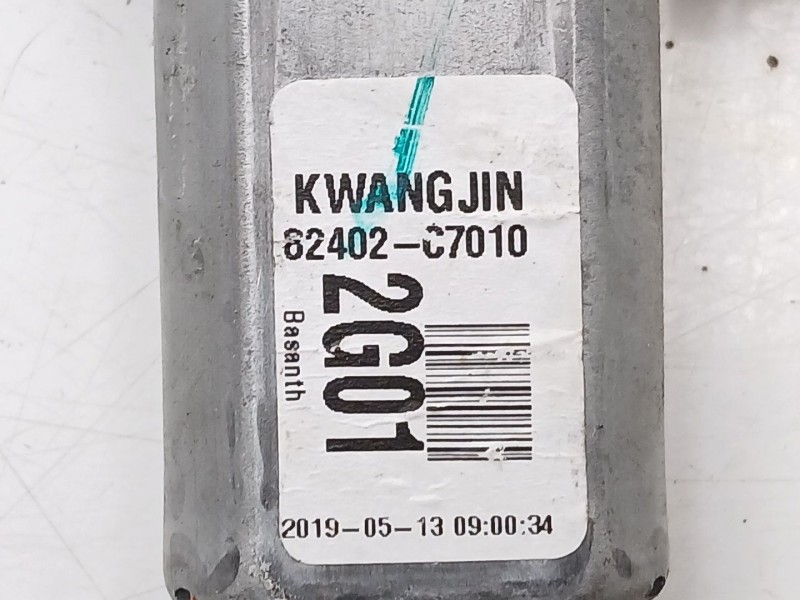 KWANGJIN
82402-C7010
2G01
Basanth
2019-05-13 09:00:34